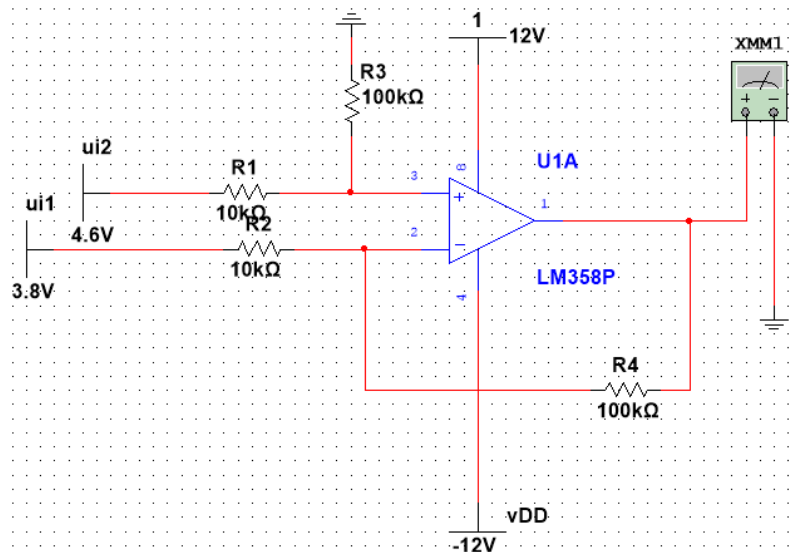 1
12V
XMM1
R3
100kΩ
+ −
ui2
R1
8
U1A
3
+
1
10kΩ
ui1
4.6V
R2
2
−
10kΩ
LM358P
3.8V
4
R4
100kΩ
vDD
-12V